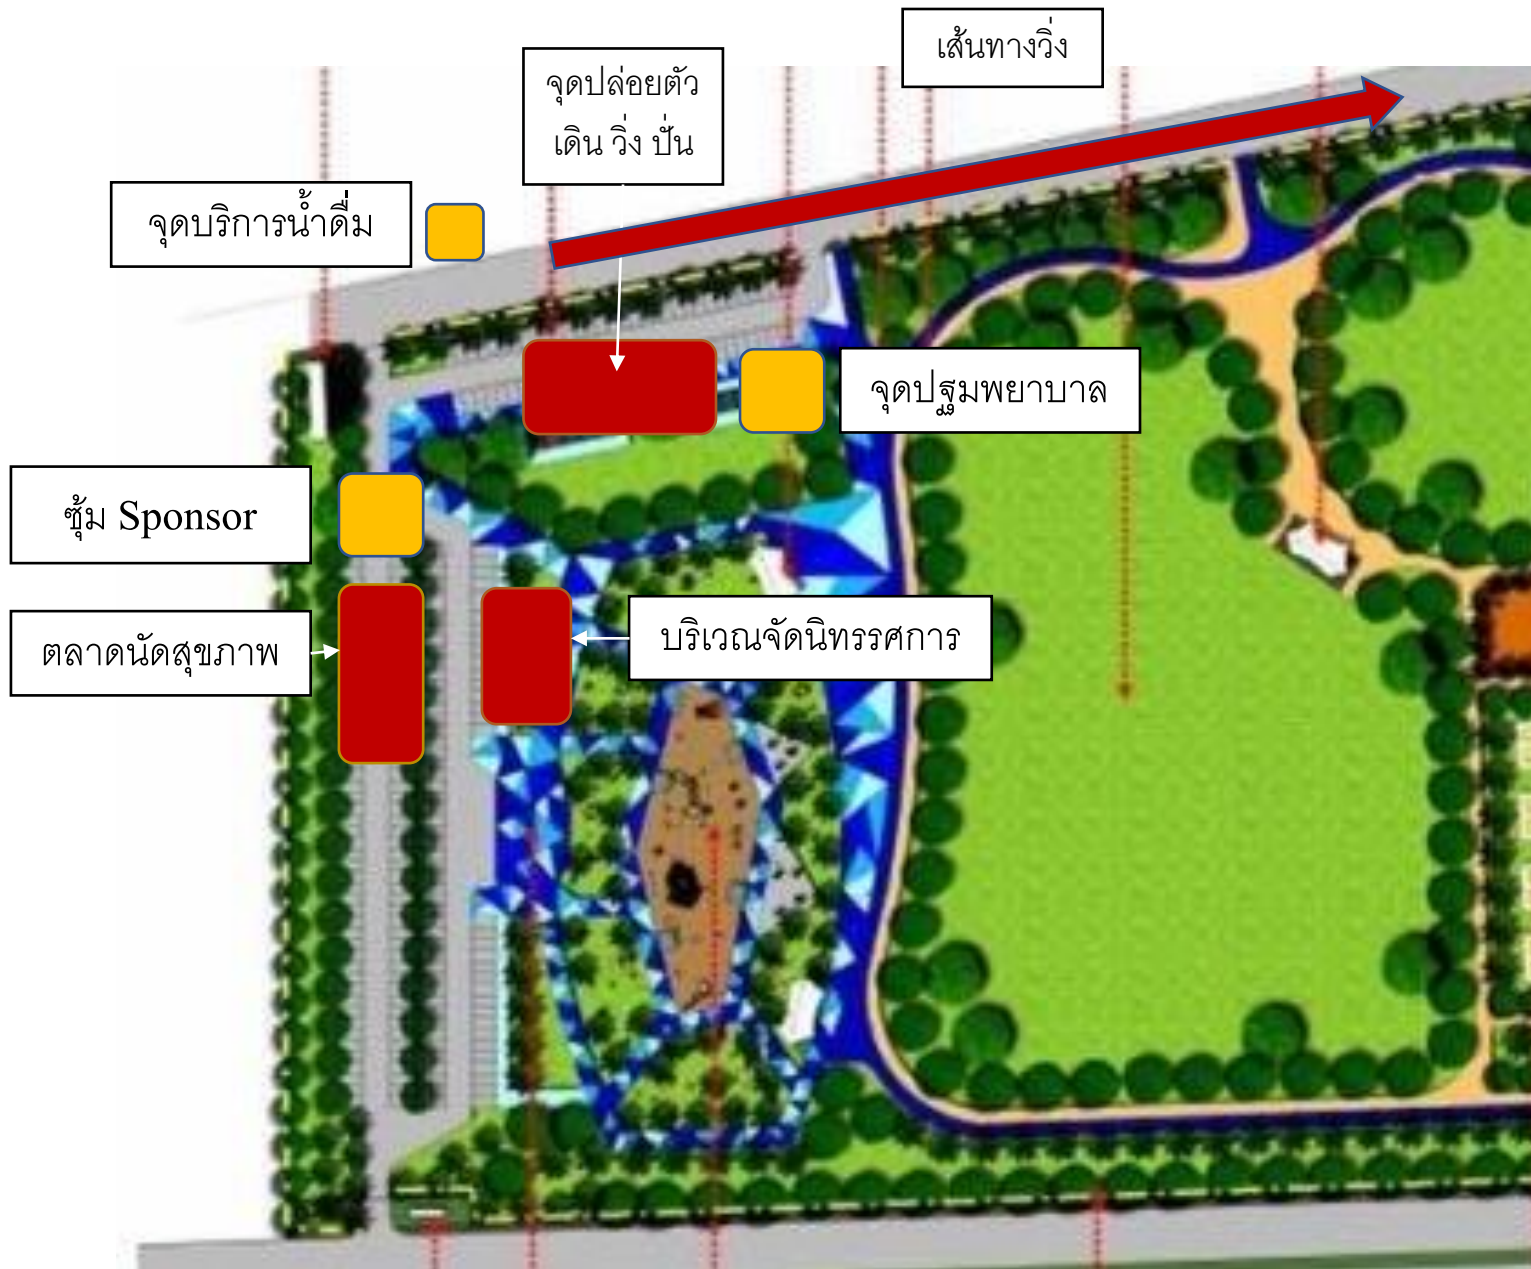 เส้นทางวิ่ง
จุดปล่อยตัว
เดิน วิ่ง ปั่น
จุดบริการน้ำดื่ม
จุดปฐมพยาบาล
ซุ้ม Sponsor
ตลาดนัดสุขภาพ
บริเวณจัดนิทรรศการ